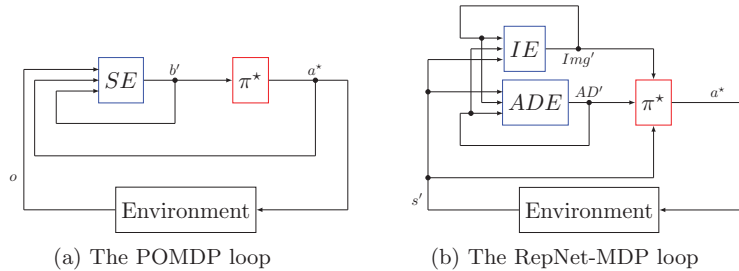 SE
b′
π⋆
a⋆
o
Environment
(a) The POMDP loop
IE
Img′
ADE
AD′
π⋆
a⋆
s′
Environment
(b) The RepNet-MDP loop